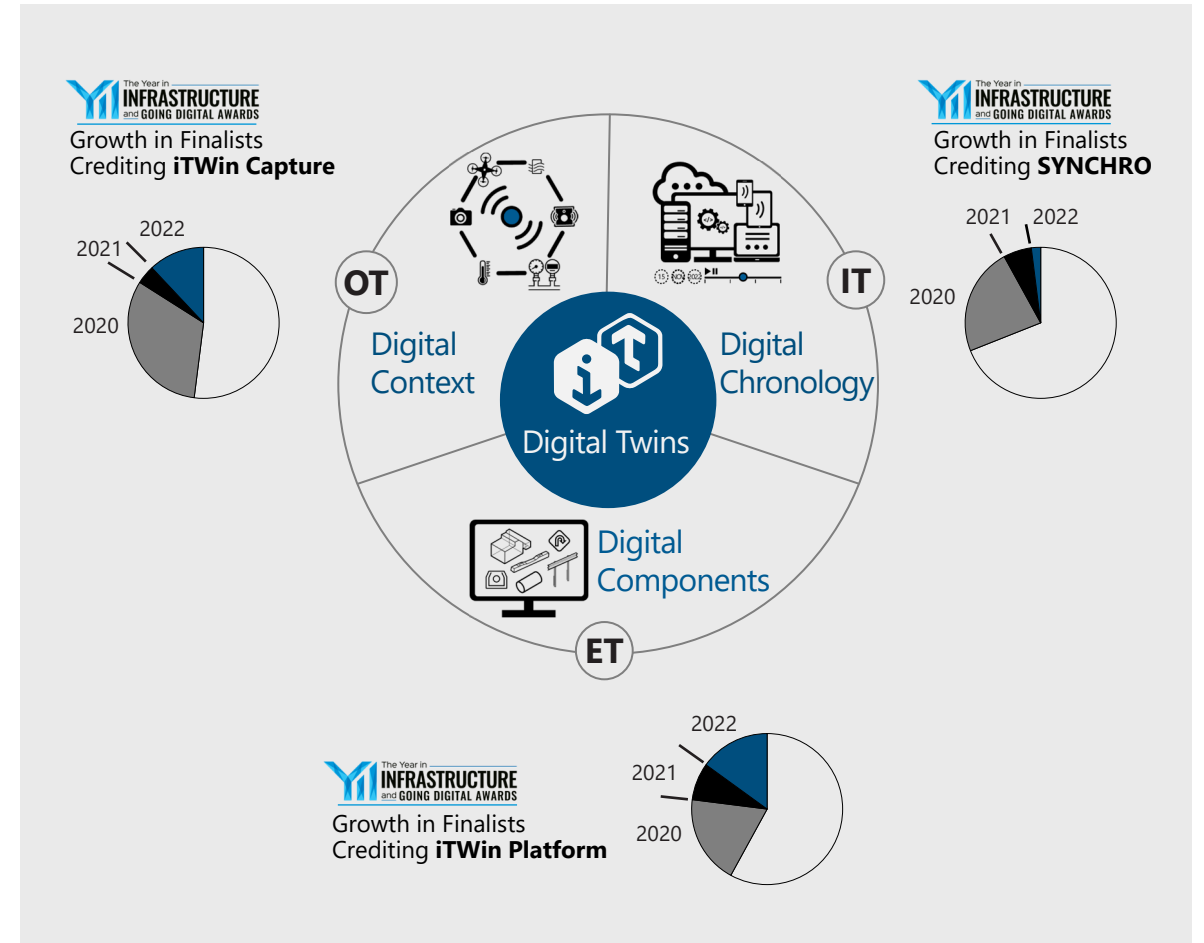 The Year in
INFRASTRUCTURE
and GOING DIGITAL AWARDS
Growth in Finalists
Crediting iTWin Capture
2022
2021
2020
The Year in
INFRASTRUCTURE
and GOING DIGITAL AWARDS
Growth in Finalists
Crediting SYNCHRO
2021
2022
2020
OT
IT
15
NOV
2022
Digital
Context
Digital
Chronology
Digital Twins
Digital
Components
ET
The Year in
INFRASTRUCTURE
and GOING DIGITAL AWARDS
Growth in Finalists
Crediting iTWin Platform
2022
2021
2020